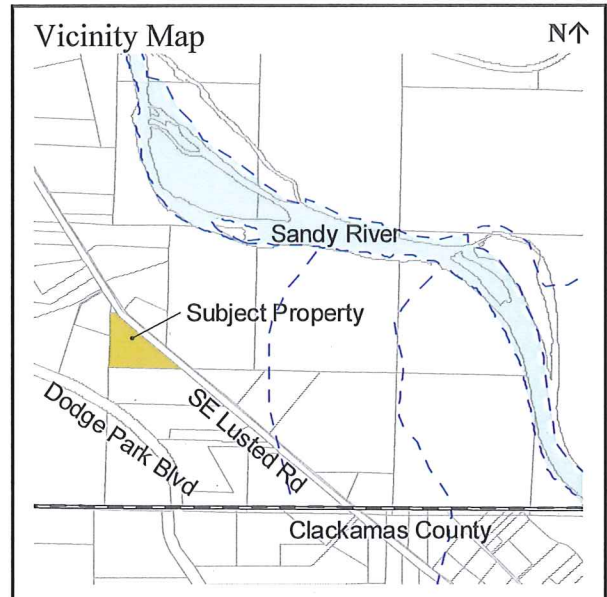 Vicinity Map
N↑
Sandy River
Subject Property
SE Lusted Rd
Dodge Park Blvd
Clackamas County